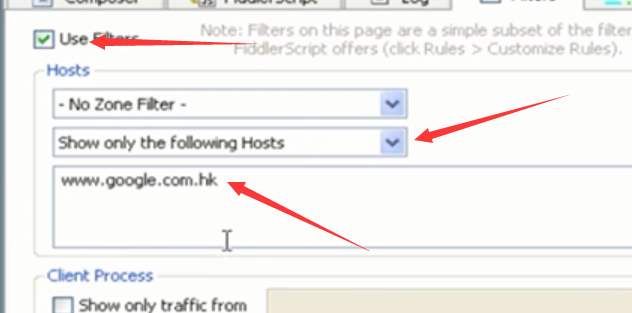 Composer FiddlerScript Log Filters
Use Filters
Note: Filters on this page are a simple subset of the filter
FiddlerScript offers (click Rules > Customize Rules).
Hosts
- No Zone Filter -
Show only the following Hosts
www.google.com.hk
Client Process
Show only traffic from